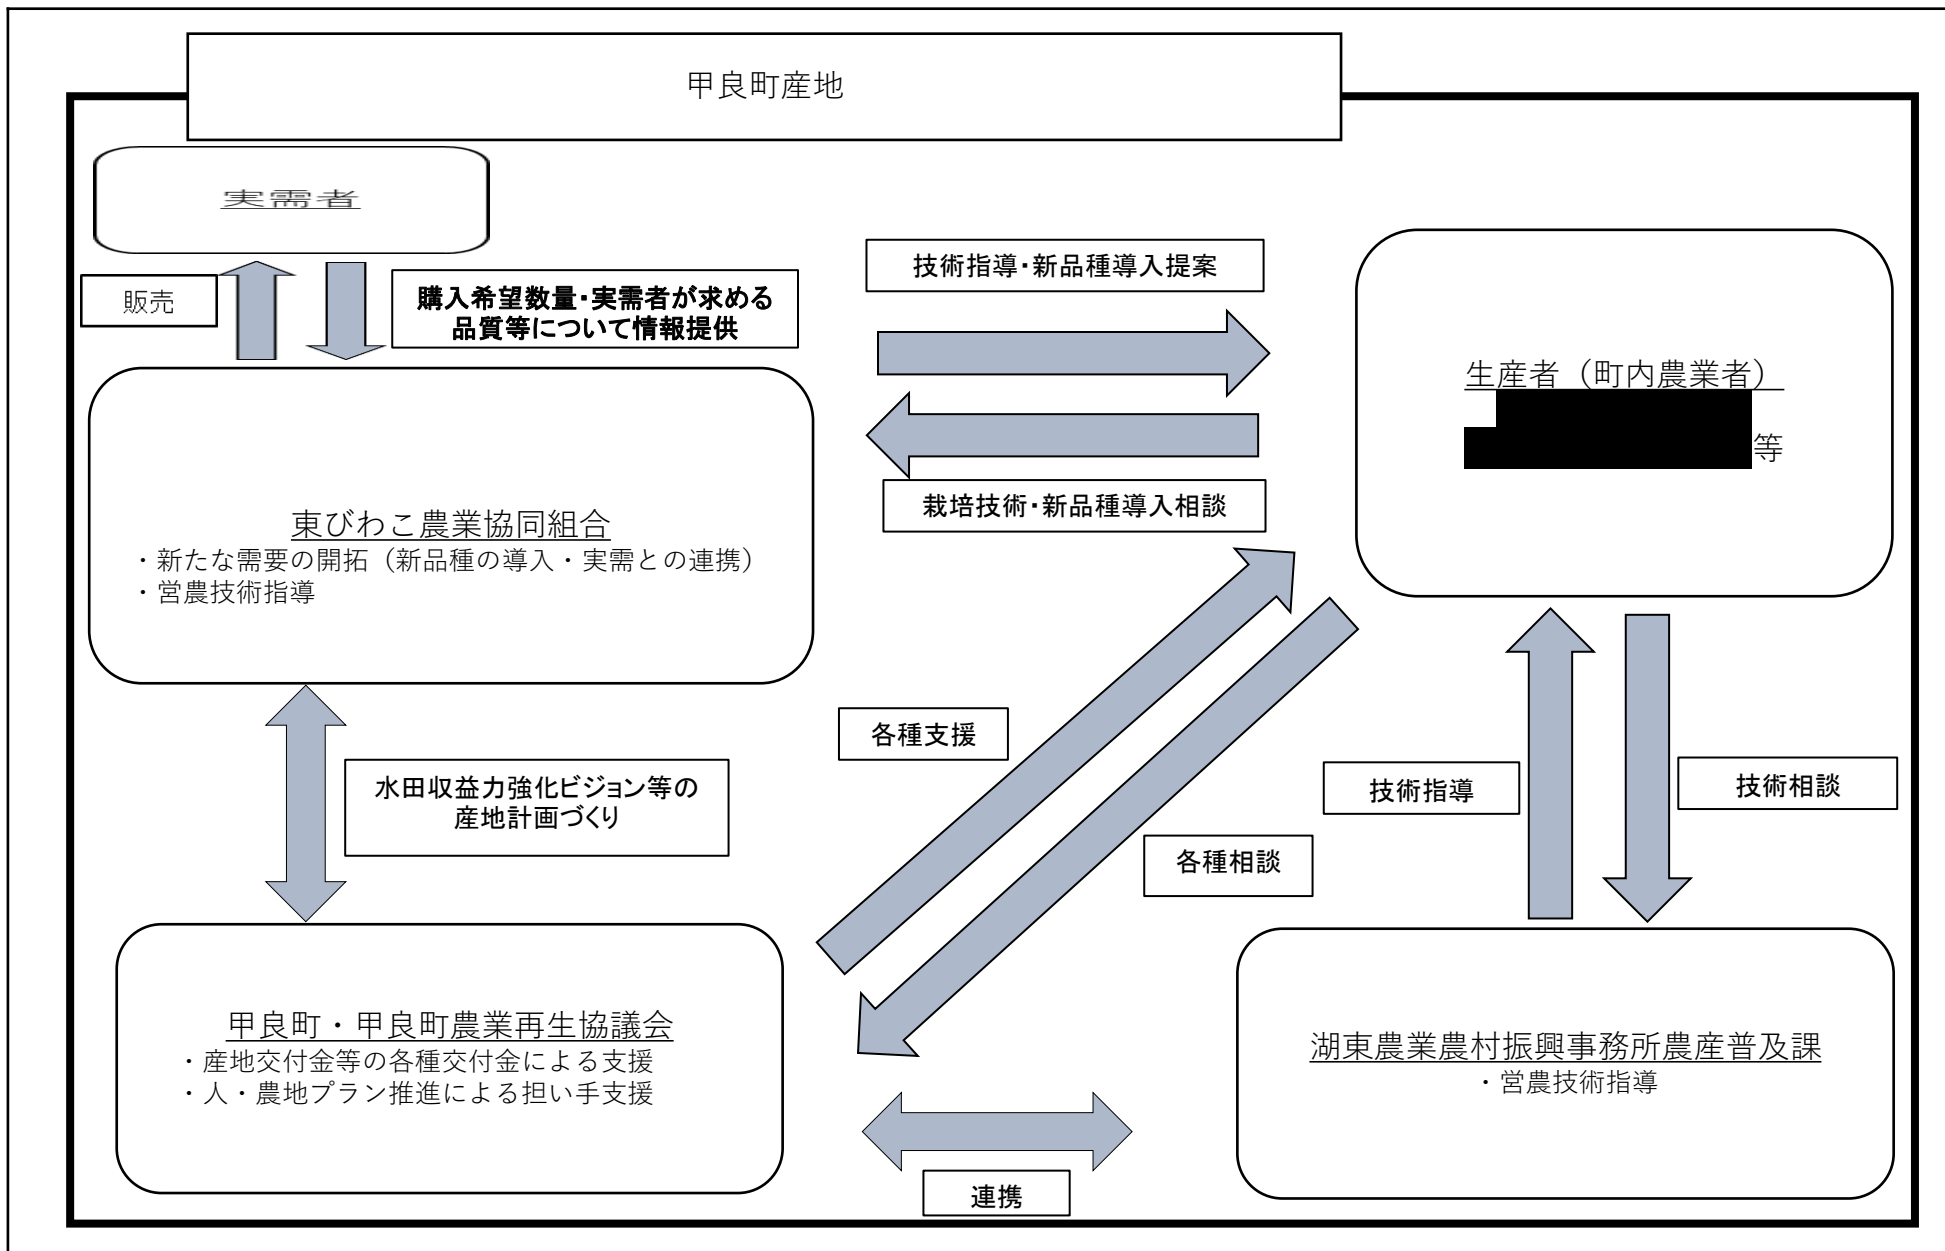 甲良町産地
実需者
販売
購入希望数量・実需者が求める
品質等について情報提供
技術指導・新品種導入提案
生産者（町内農業者）
等
栽培技術・新品種導入相談
東びわこ農業協同組合
・新たな需要の開拓（新品種の導入・実需との連携）
・営農技術指導
各種支援
水田収益力強化ビジョン等の
産地計画づくり
技術指導
技術相談
各種相談
甲良町・甲良町農業再生協議会
・産地交付金等の各種交付金による支援
・人・農地プラン推進による担い手支援
湖東農業農村振興事務所農産普及課
・営農技術指導
連携